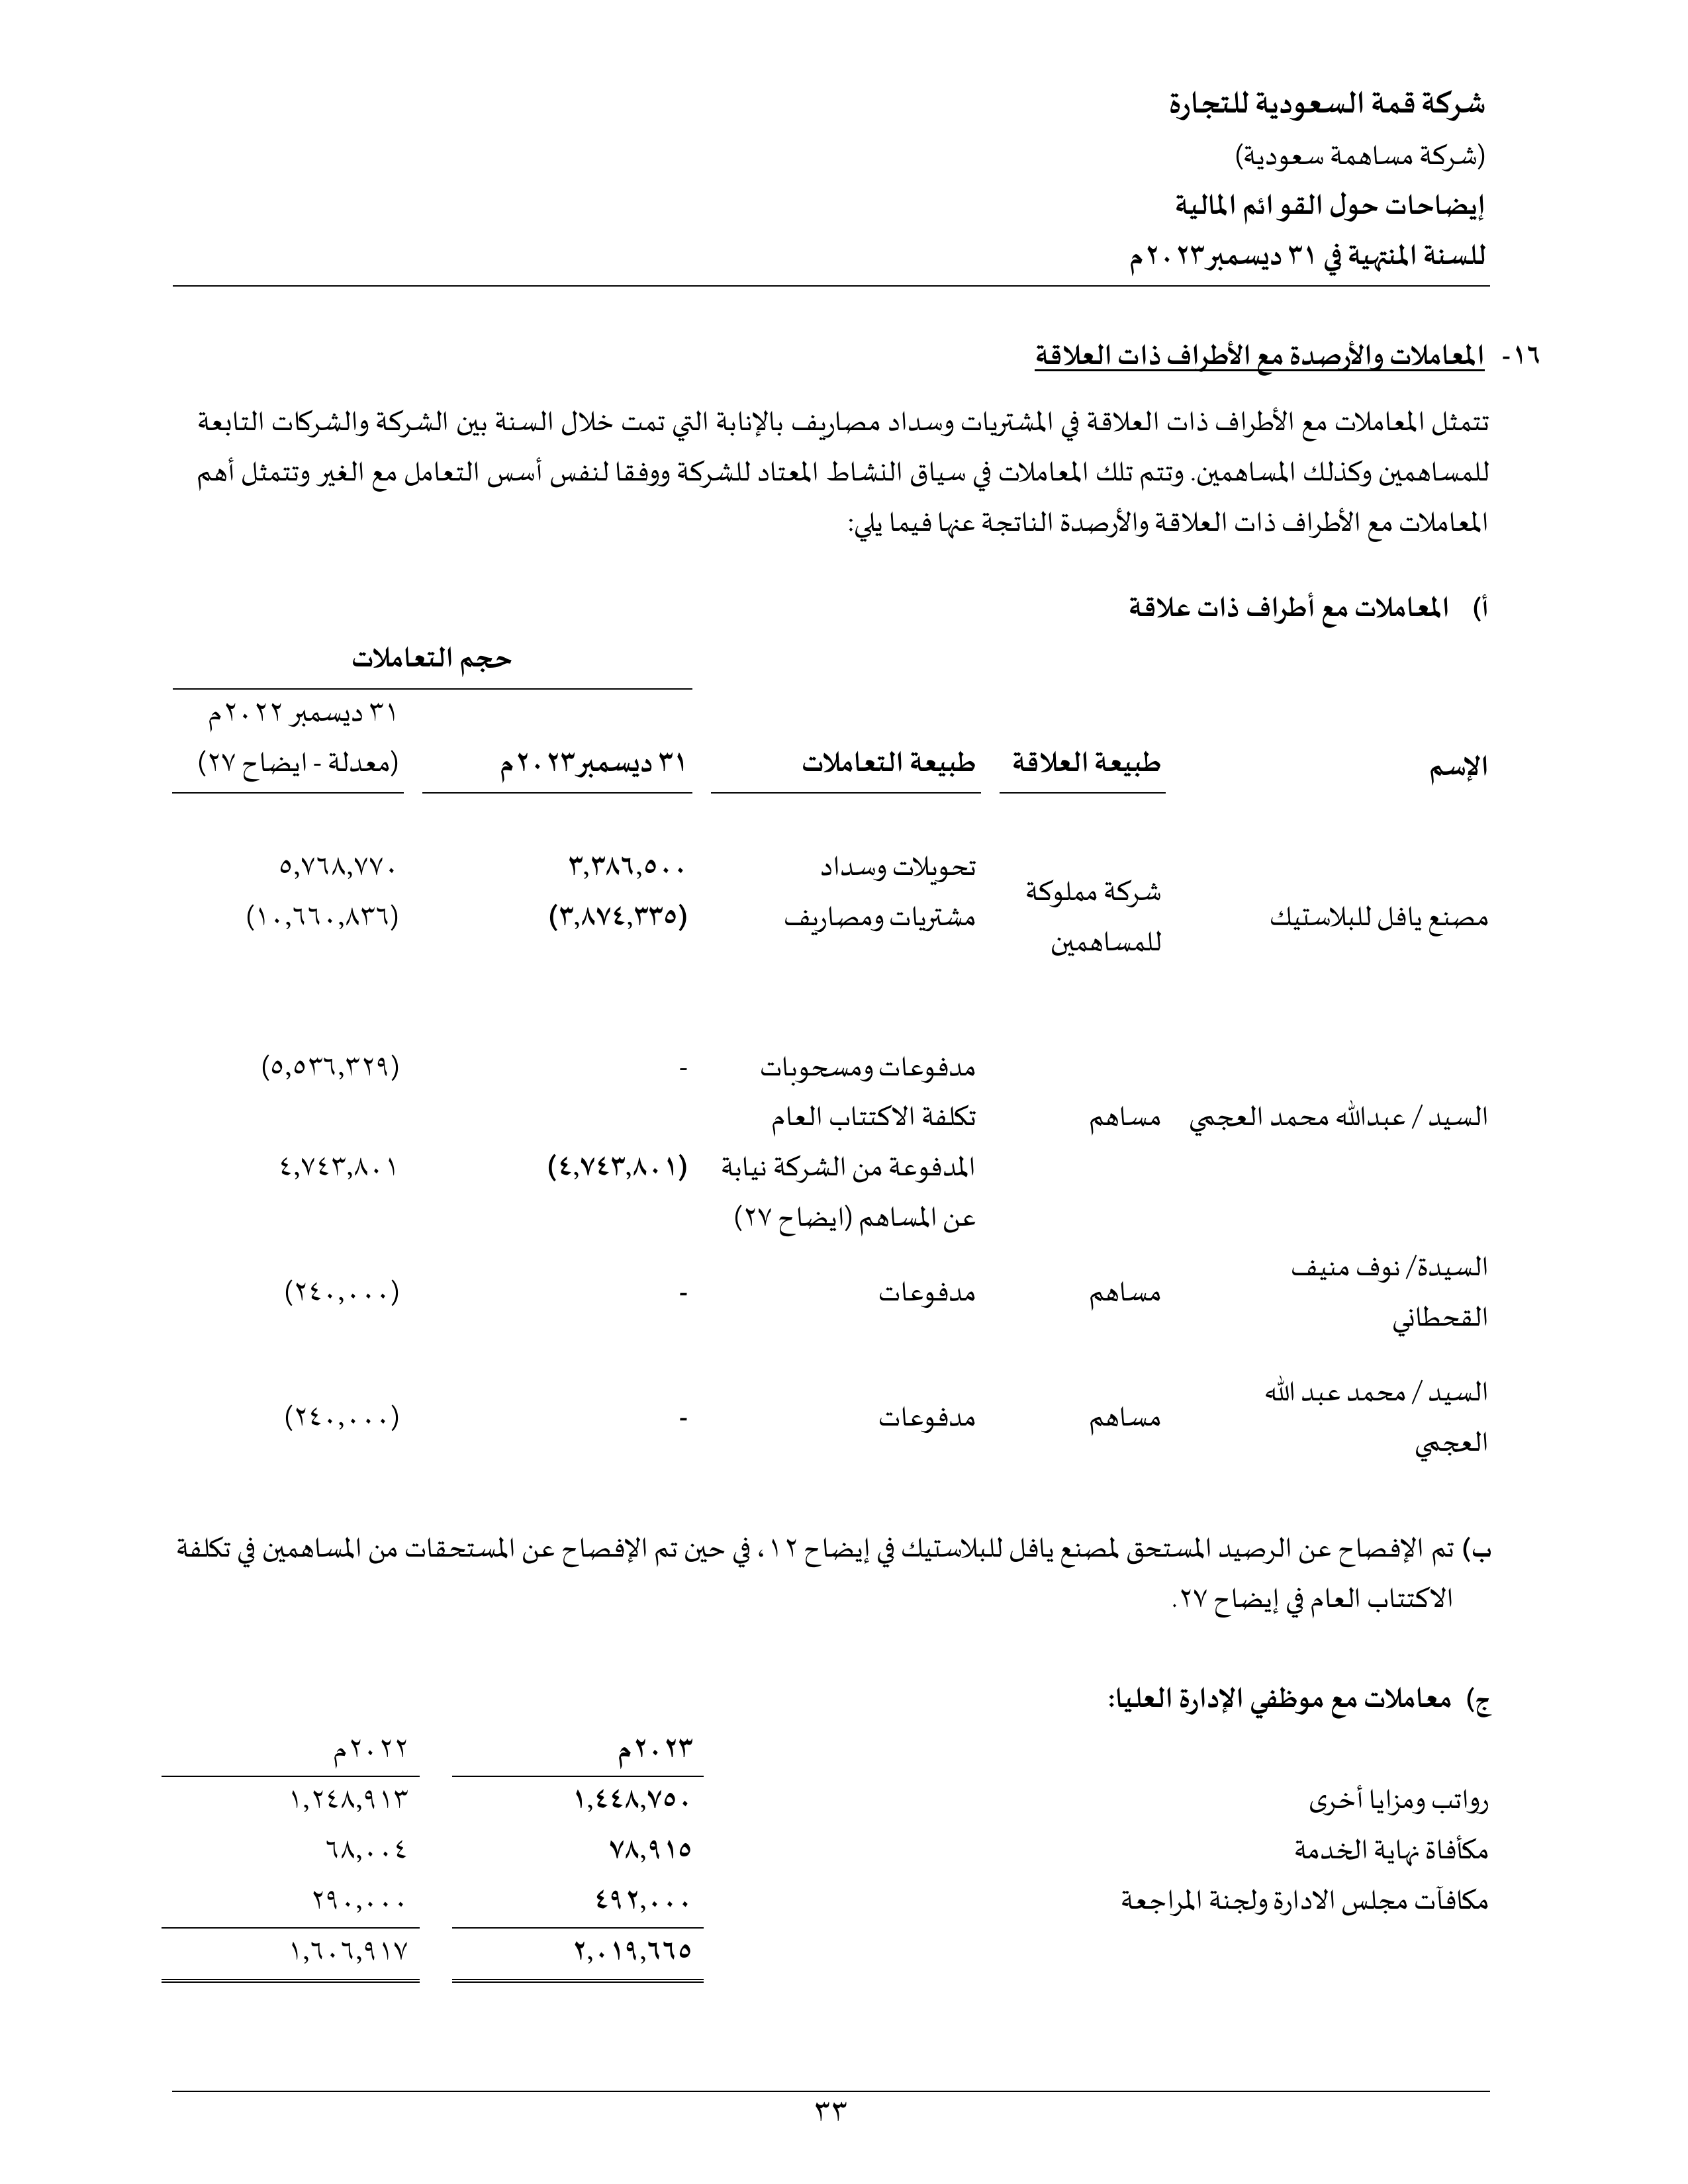 شركة قمة السعودية للتجارة
(شركة مساهمة سعودية)
إيضاحات حول القوائم المالية
للسنة المنتهية في ٣١ ديسمبر٢٠٢٣م
١٦- المعاملات والأرصدة مع الأطراف ذات العلاقة
تتمثل المعاملات مع الأطراف ذات العلاقة في المشتريات وسداد مصاريف بالإنابة التي تمت خلال السنة بين الشركة والشركات التابعة
للمساهمين وكذلك المساهمين. وتتم تلك المعاملات في سياق النشاط المعتاد للشركة ووفقا لنفس أسس التعامل مع الغير وتتمثل أهم
المعاملات مع الأطراف ذات العلاقة والأرصدة الناتجة عنها فيما يلي:
أ) المعاملات مع أطراف ذات علاقة
حجم التعاملات
٣١ ديسمبر ٢٠٢٢م
الإسم طبيعة العلاقة طبيعة التعاملات ٣١ ديسمبر٢٠٢٣م (معدلة - ايضاح ٢٧)
تحويلات وسداد ٣,٣٨٦,٥٠٠ ٥,٧٦٨,٧٧٠
شركة مملوكة
مصنع يافل للبلاستيك مشتريات ومصاريف (٣,٨٧٤,٣٣٥) (١٠,٦٦٠,٨٣٦)
للمساهمين
مدفوعات ومسحوبات - (٥,٥٣٦,٣٢٩)
السيد / عبدالله محمد العجمي مساهم تكلفة الاكتتاب العام
المدفوعة من الشركة نيابة (٤,٧٤٣,٨٠١) ٤,٧٤٣,٨٠١
عن المساهم (ايضاح ٢٧)
السيدة/ نوف منيف
مساهم مدفوعات - (٢٤٠,٠٠٠)
القحطاني
السيد / محمد عبد الله
مساهم مدفوعات - (٢٤٠,٠٠٠)
العجمي
ب) تم الإفصاح عن الرصيد المستحق لمصنع يافل للبلاستيك في إيضاح ١٢، في حين تم الإفصاح عن المستحقات من المساهمين في تكلفة
الاكتتاب العام في إيضاح ٢٧.
ج) معاملات مع موظفي الإدارة العليا:
٢٠٢٣م ٢٠٢٢م
رواتب ومزايا أخرى ١,٤٤٨,٧٥٠ ١,٢٤٨,٩١٣
مكأفاة نهاية الخدمة ٧٨,٩١٥ ٦٨,٠٠٤
مكافآت مجلس الادارة ولجنة المراجعة ٤٩٢,٠٠٠ ٢٩٠,٠٠٠
٢,٠١٩,٦٦٥ ١,٦٠٦,٩١٧
٣٣